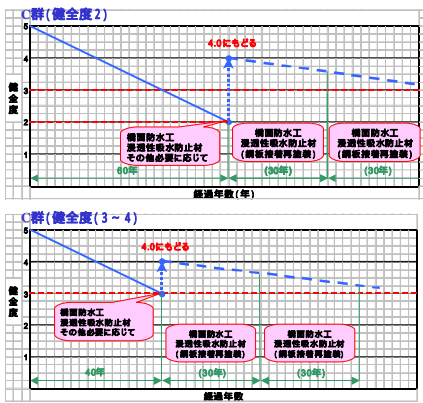 C群(健全度2)
5
4.0にもどる
4
健全度
3
2
橋面防水工
浸透性吸水防止材
その他必要に応じて
橋面防水工
浸透性吸水防止材
(鋼板接着再塗装)
橋面防水工
浸透性吸水防止材
(鋼板接着再塗装)
1
60年
(30年)
(30年)
経過年数(年)
C群(健全度(3~4)
5
4.0にもどる
4
健全度
3
橋面防水工
浸透性吸水防止材
その他必要に応じて
2
橋面防水工
浸透性吸水防止材
(鋼板接着再塗装)
橋面防水工
浸透性吸水防止材
(鋼板接着再塗装)
1
40年
(30年)
(30年)
経過年数